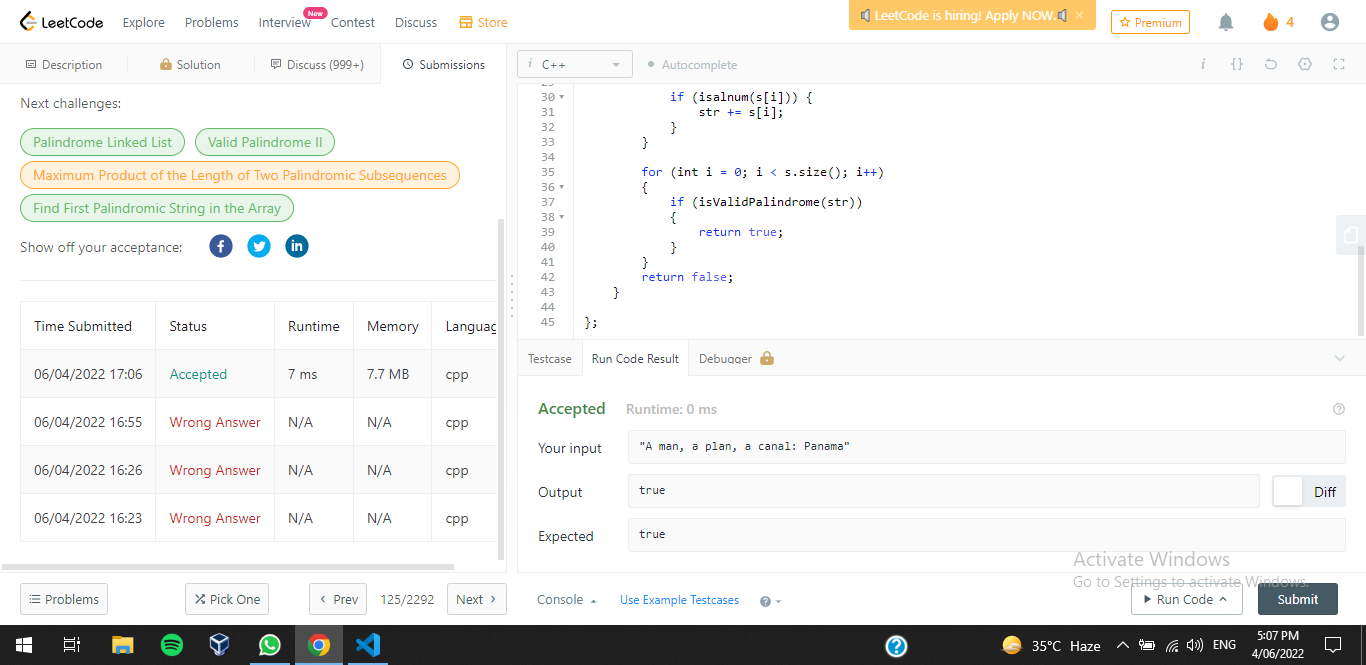 LeetCode Explore Problems Interview New Contest Discuss Store LeetCode is hiring! Apply NOW. × Premium 4
Description Solution Discuss (999+) Submissions
i C++ Autocomplete i {}
Next challenges:
Palindrome Linked List Valid Palindrome II
Maximum Product of the Length of Two Palindromic Subsequences
Find First Palindromic String in the Array
Show off your acceptance:
Time Submitted Status Runtime Memory Languag
06/04/2022 17:06 Accepted 7 ms 7.7 MB cpp
06/04/2022 16:55 Wrong Answer N/A N/A cpp
06/04/2022 16:26 Wrong Answer N/A N/A cpp
06/04/2022 16:23 Wrong Answer N/A N/A cpp
Problems Pick One Prev 125/2292 Next
30 if (isalnum(s[i])) {
31 str += s[i];
32 }
33 }
34
35 for (int i = 0; i < s.size(); i++)
36 {
37 if (isValidPalindrome(str))
38 {
39 return true;
40 }
41 }
42 return false;
43 }
44
45 };
Testcase Run Code Result Debugger
Accepted Runtime: 0 ms
Your input "A man, a plan, a canal: Panama"
Output true Diff
Expected true
Activate Windows
Go to Settings to activate Windows.
Console Use Example Testcases Run Code Submit
35°C Haze ENG 5:07 PM
4/06/2022